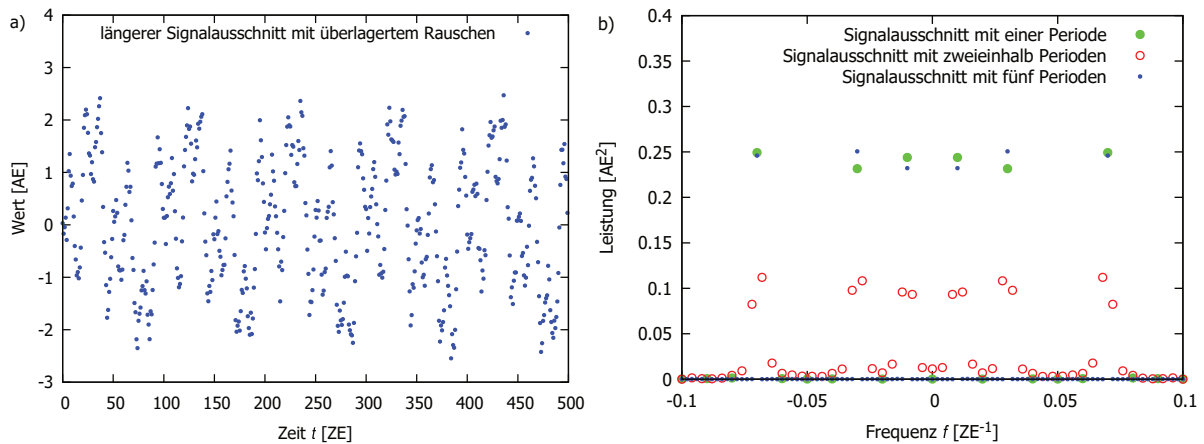 a)
längerer Signalausschnitt mit überlagertem Rauschen
4
3
2
1
0
-1
-2
-3
Wert [AE]
0 50 100 150 200 250 300 350 400 450 500
Zeit t [ZE]
b)
Signalausschnitt mit einer Periode
Signalausschnitt mit zweieinhalb Perioden
Signalausschnitt mit fünf Perioden
0.4
0.35
0.3
0.25
0.2
0.15
0.1
0.05
0
Leistung [AE²]
-0.1 -0.05 0 0.05 0.1
Frequenz f [ZE⁻¹]